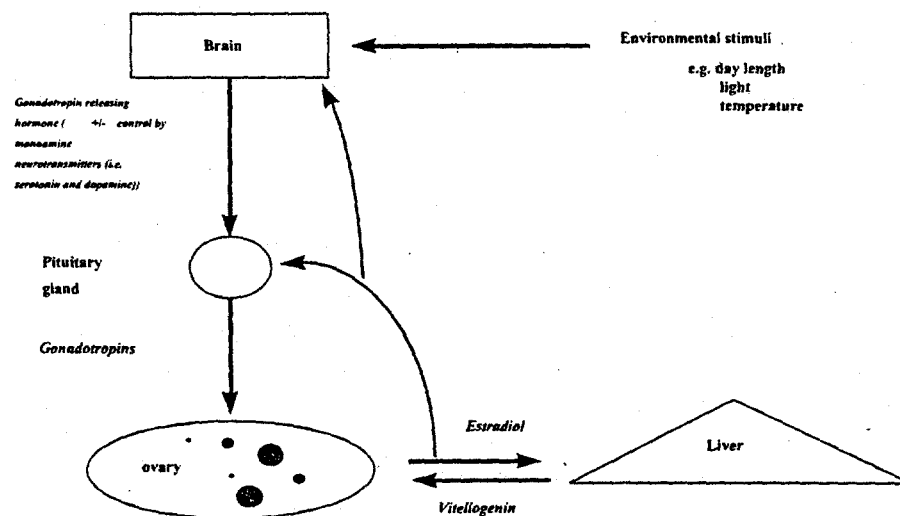 Brain
Environmental stimuli
e.g. day length
light
temperature
Gonadotropin releasing
hormone ( +/- control by
monoamine
neurotransmitters (i.e.
serotonin and dopamine))
Pituitary
gland
Gonadotropins
Estradiol
ovary
Liver
Vitellogenin